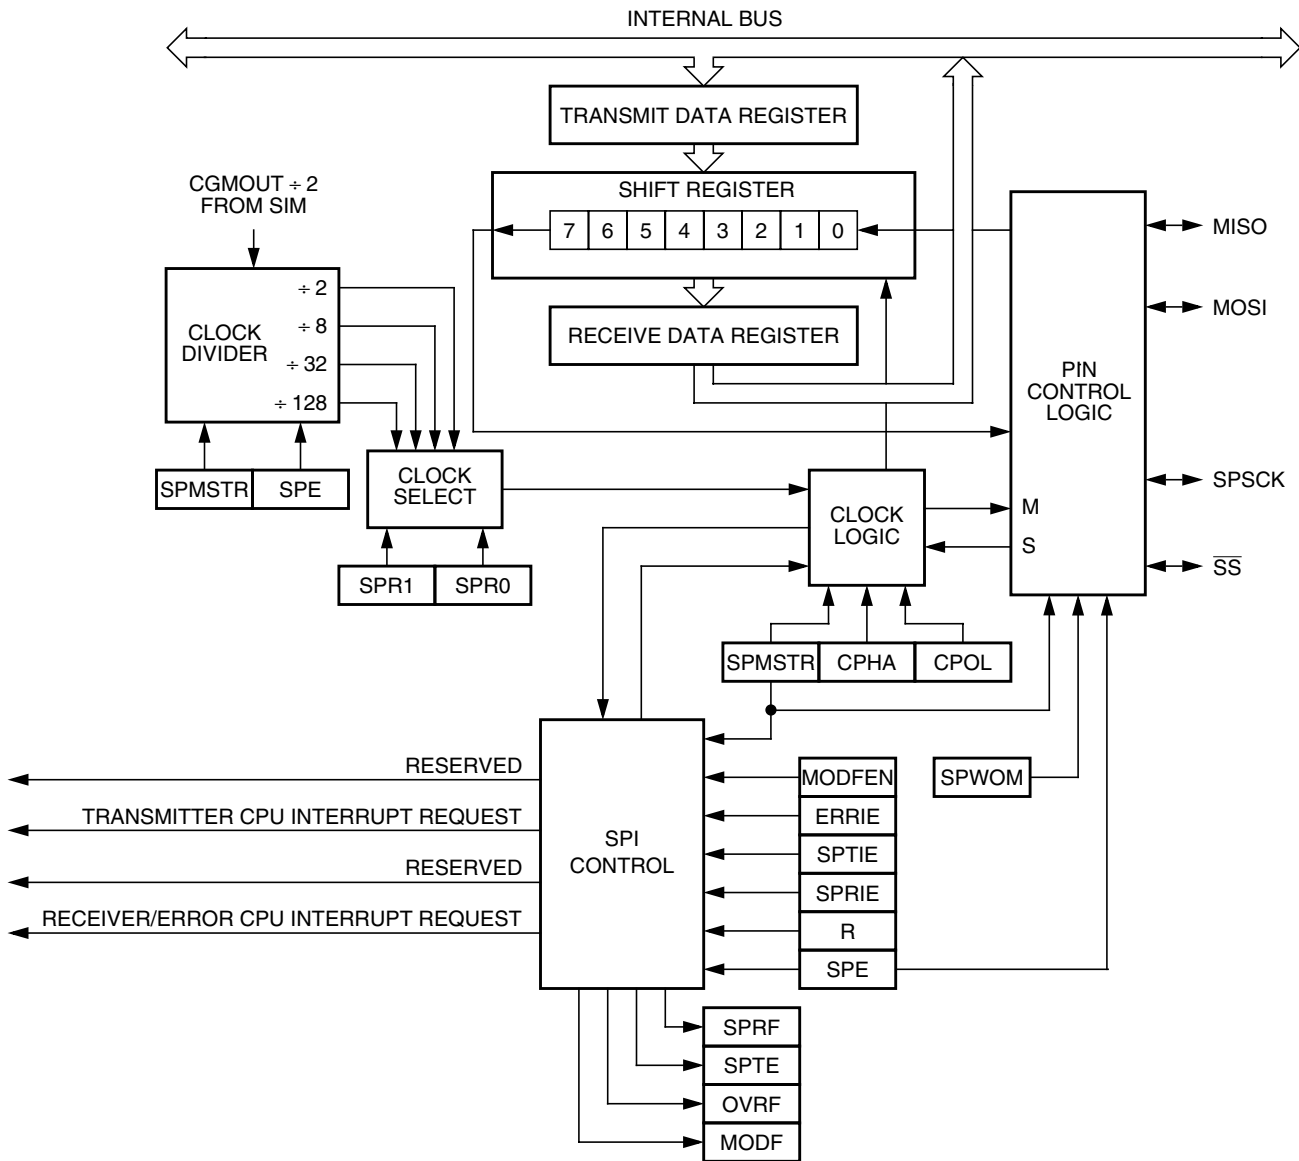 INTERNAL BUS
TRANSMIT DATA REGISTER
SHIFT REGISTER
7 6 5 4 3 2 1 0
RECEIVE DATA REGISTER
CGMOUT ÷ 2
FROM SIM
CLOCK
DIVIDER
÷ 2
÷ 8
÷ 32
÷ 128
SPMSTR SPE
CLOCK
SELECT
SPR1 SPR0
CLOCK
LOGIC
PIN
CONTROL
LOGIC
M
S
MISO
MOSI
SPSCK
S̅S̅
SPMSTR CPHA CPOL
SPWOM
RESERVED
TRANSMITTER CPU INTERRUPT REQUEST
RESERVED
RECEIVER/ERROR CPU INTERRUPT REQUEST
SPI
CONTROL
MODFEN
ERRIE
SPTIE
SPRIE
R
SPE
SPRF
SPTE
OVRF
MODF